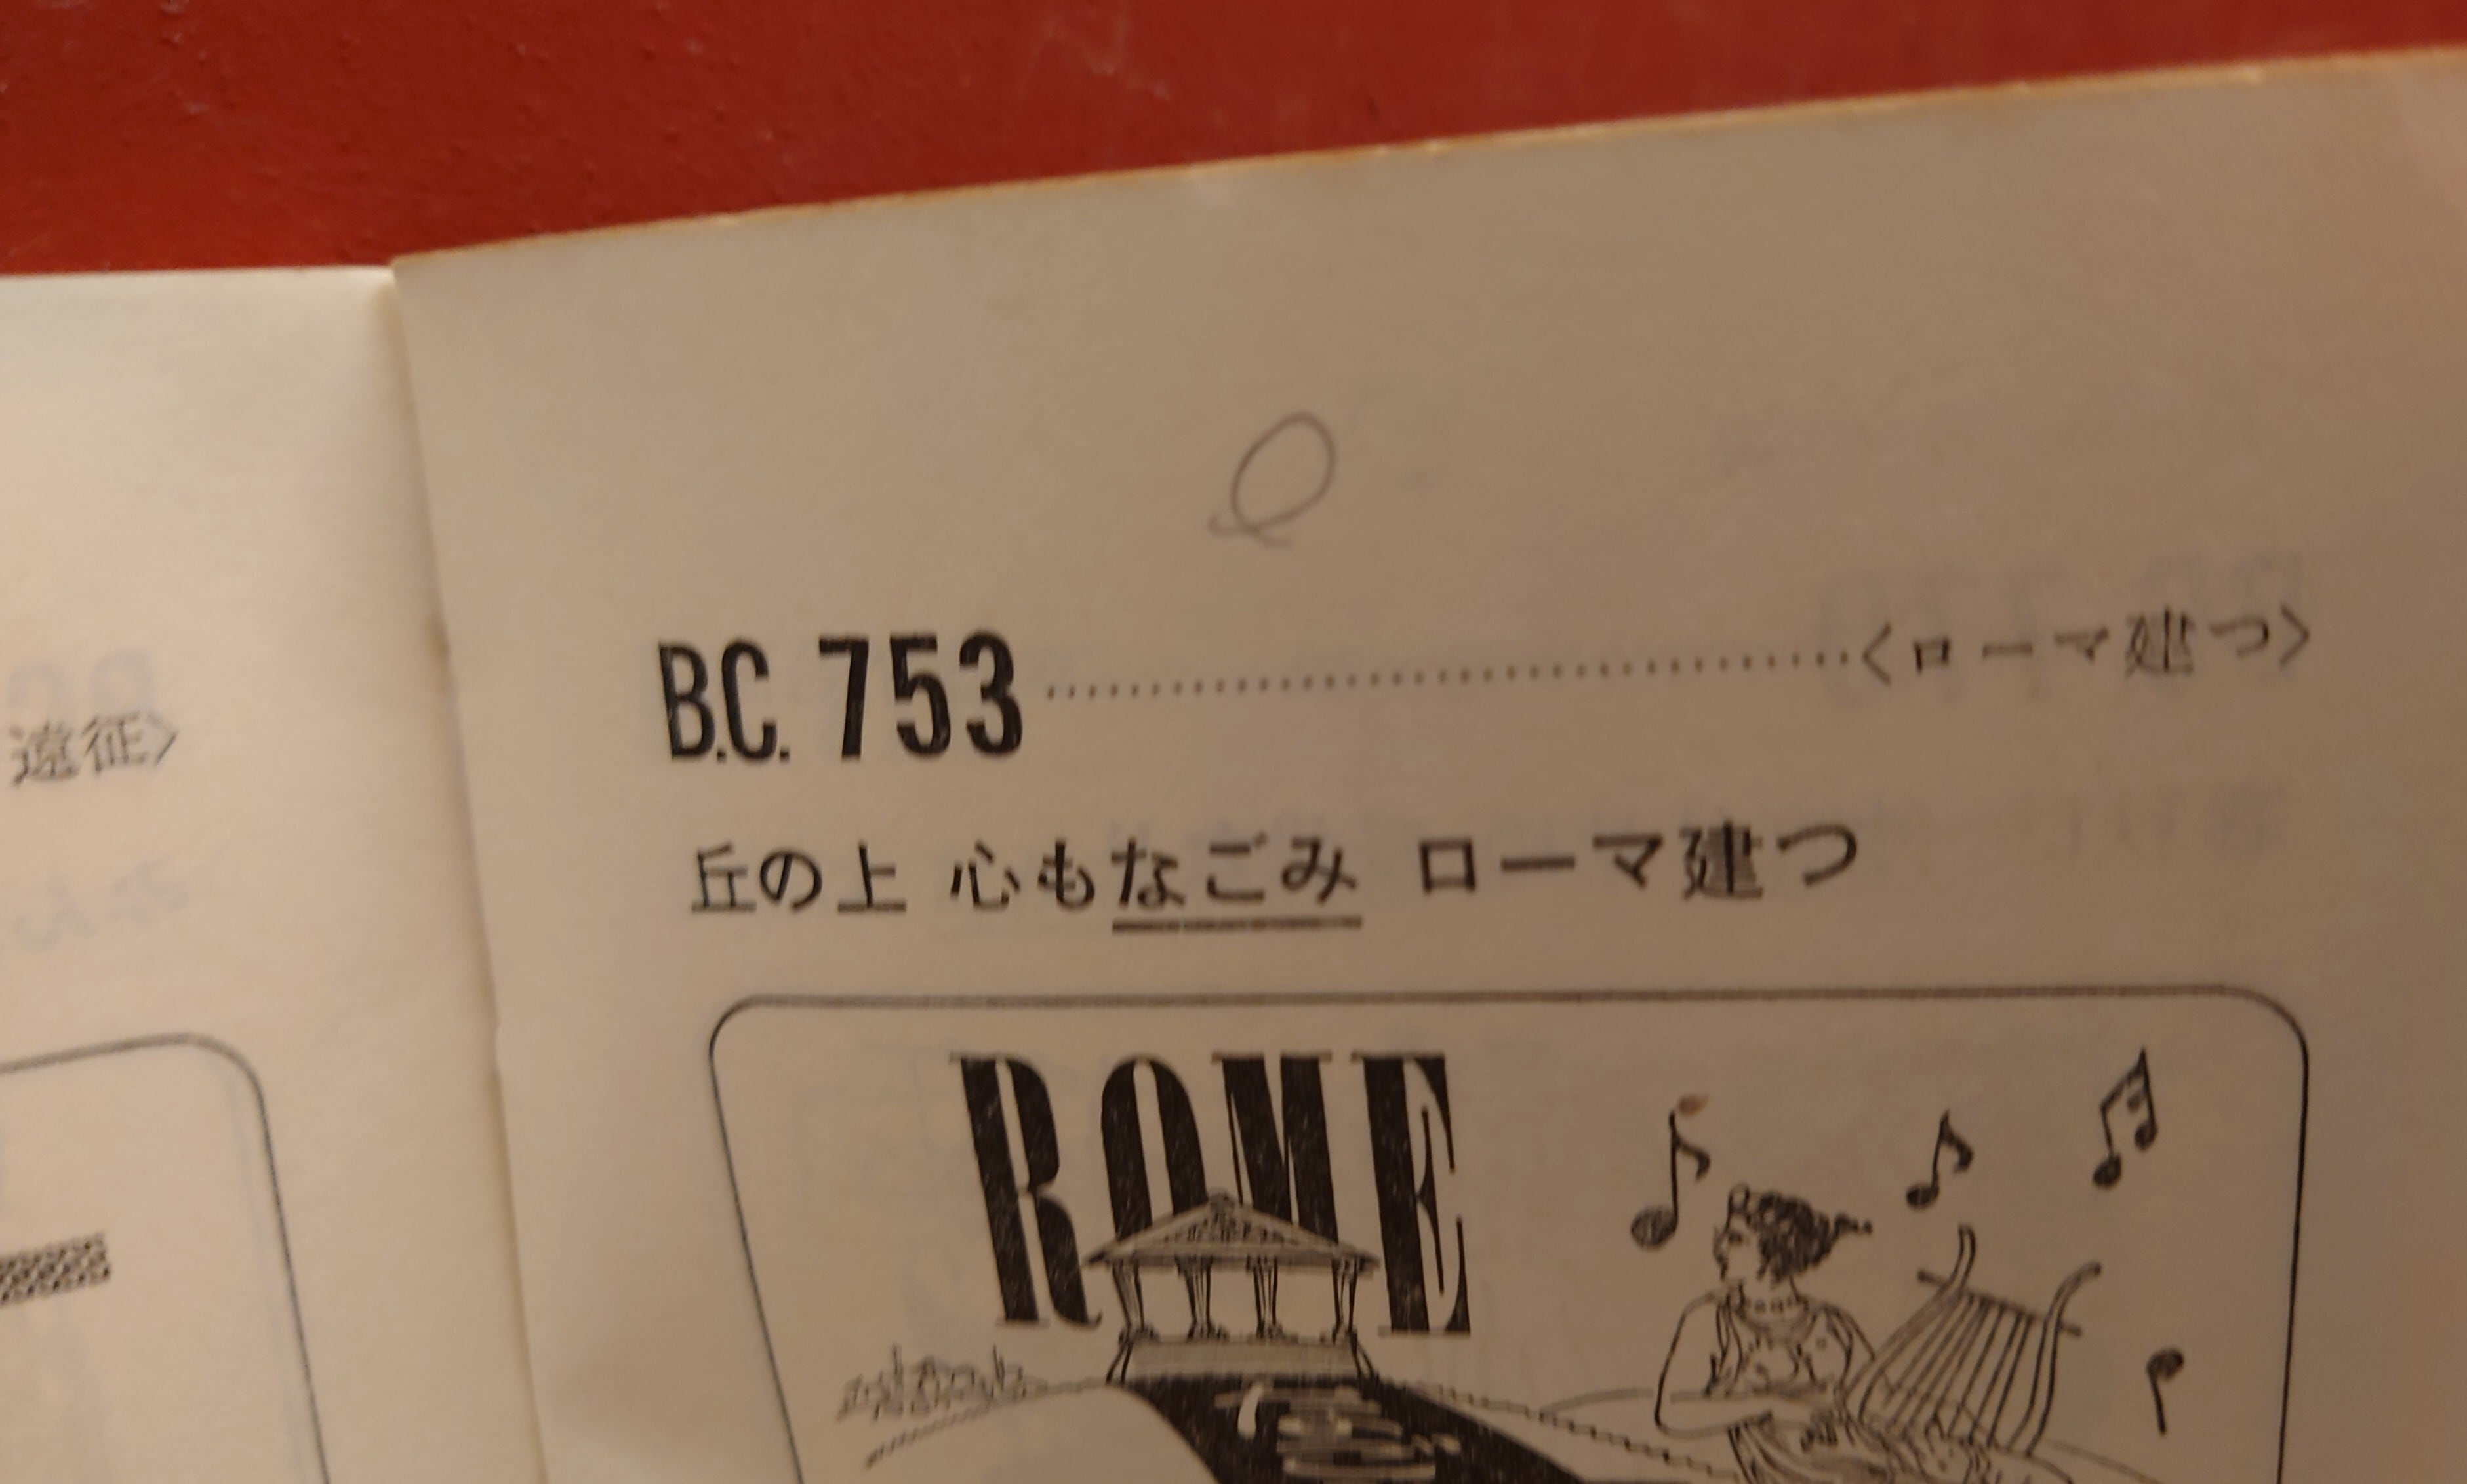 遠征〉
B.C. 753 ……………………〈ローマ建つ〉
丘の上 心もなごみ ローマ建つ
ROME